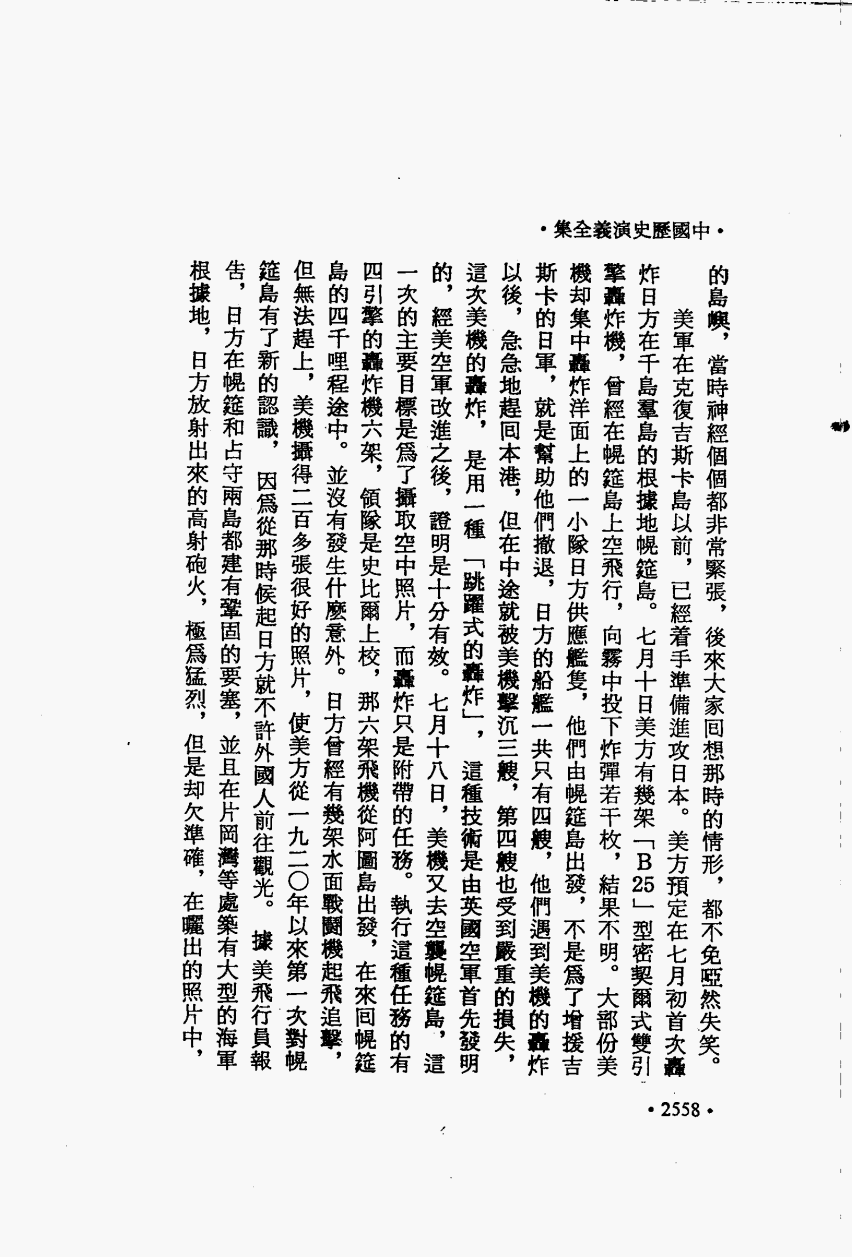 •中國歷史演義全集•
的島嶼，當時神經個個都非常緊張，後來大家回想那時的情形，都不免啞然失笑。
美軍在克復吉斯卡島以前，已經着手準備進攻日本。美方預定在七月初首次轟
炸日方在千島羣島的根據地幌筵島。七月十日美方有幾架「B25」型密契爾式雙引
擎轟炸機，曾經在幌筵島上空飛行，向霧中投下炸彈若干枚，結果不明。大部份美
機却集中轟炸洋面上的一小隊日方供應艦隻，他們由幌筵島出發，不是爲了增援吉
斯卡的日軍，就是幫助他們撤退，日方的船艦一共只有四艘，他們遇到美機的轟炸
以後，急急地趕回本港，但在中途就被美機擊沉三艘，第四艘也受到嚴重的損失，
這次美機的轟炸，是用一種「跳躍式的轟炸」，這種技術是由英國空軍首先發明
的，經美空軍改進之後，證明是十分有效。七月十八日，美機又去空襲幌筵島，這
一次的主要目標是爲了攝取空中照片，而轟炸只是附帶的任務。執行這種任務的有
四引擎的轟炸機六架，領隊是史比爾上校，那六架飛機從阿圖島出發，在來回幌筵
島的四千哩程途中。並沒有發生什麼意外。日方曾經有幾架水面戰鬪機起飛追擊，
但無法趕上，美機攝得二百多張很好的照片，使美方從一九二〇年以來第一次對幌
筵島有了新的認識，因爲從那時候起日方就不許外國人前往觀光。據美飛行員報
告，日方在幌筵和占守兩島都建有鞏固的要塞，並且在片岡灣等處築有大型的海軍
根據地，日方放射出來的高射砲火，極爲猛烈，但是却欠準確，在曬出的照片中，
•2558•